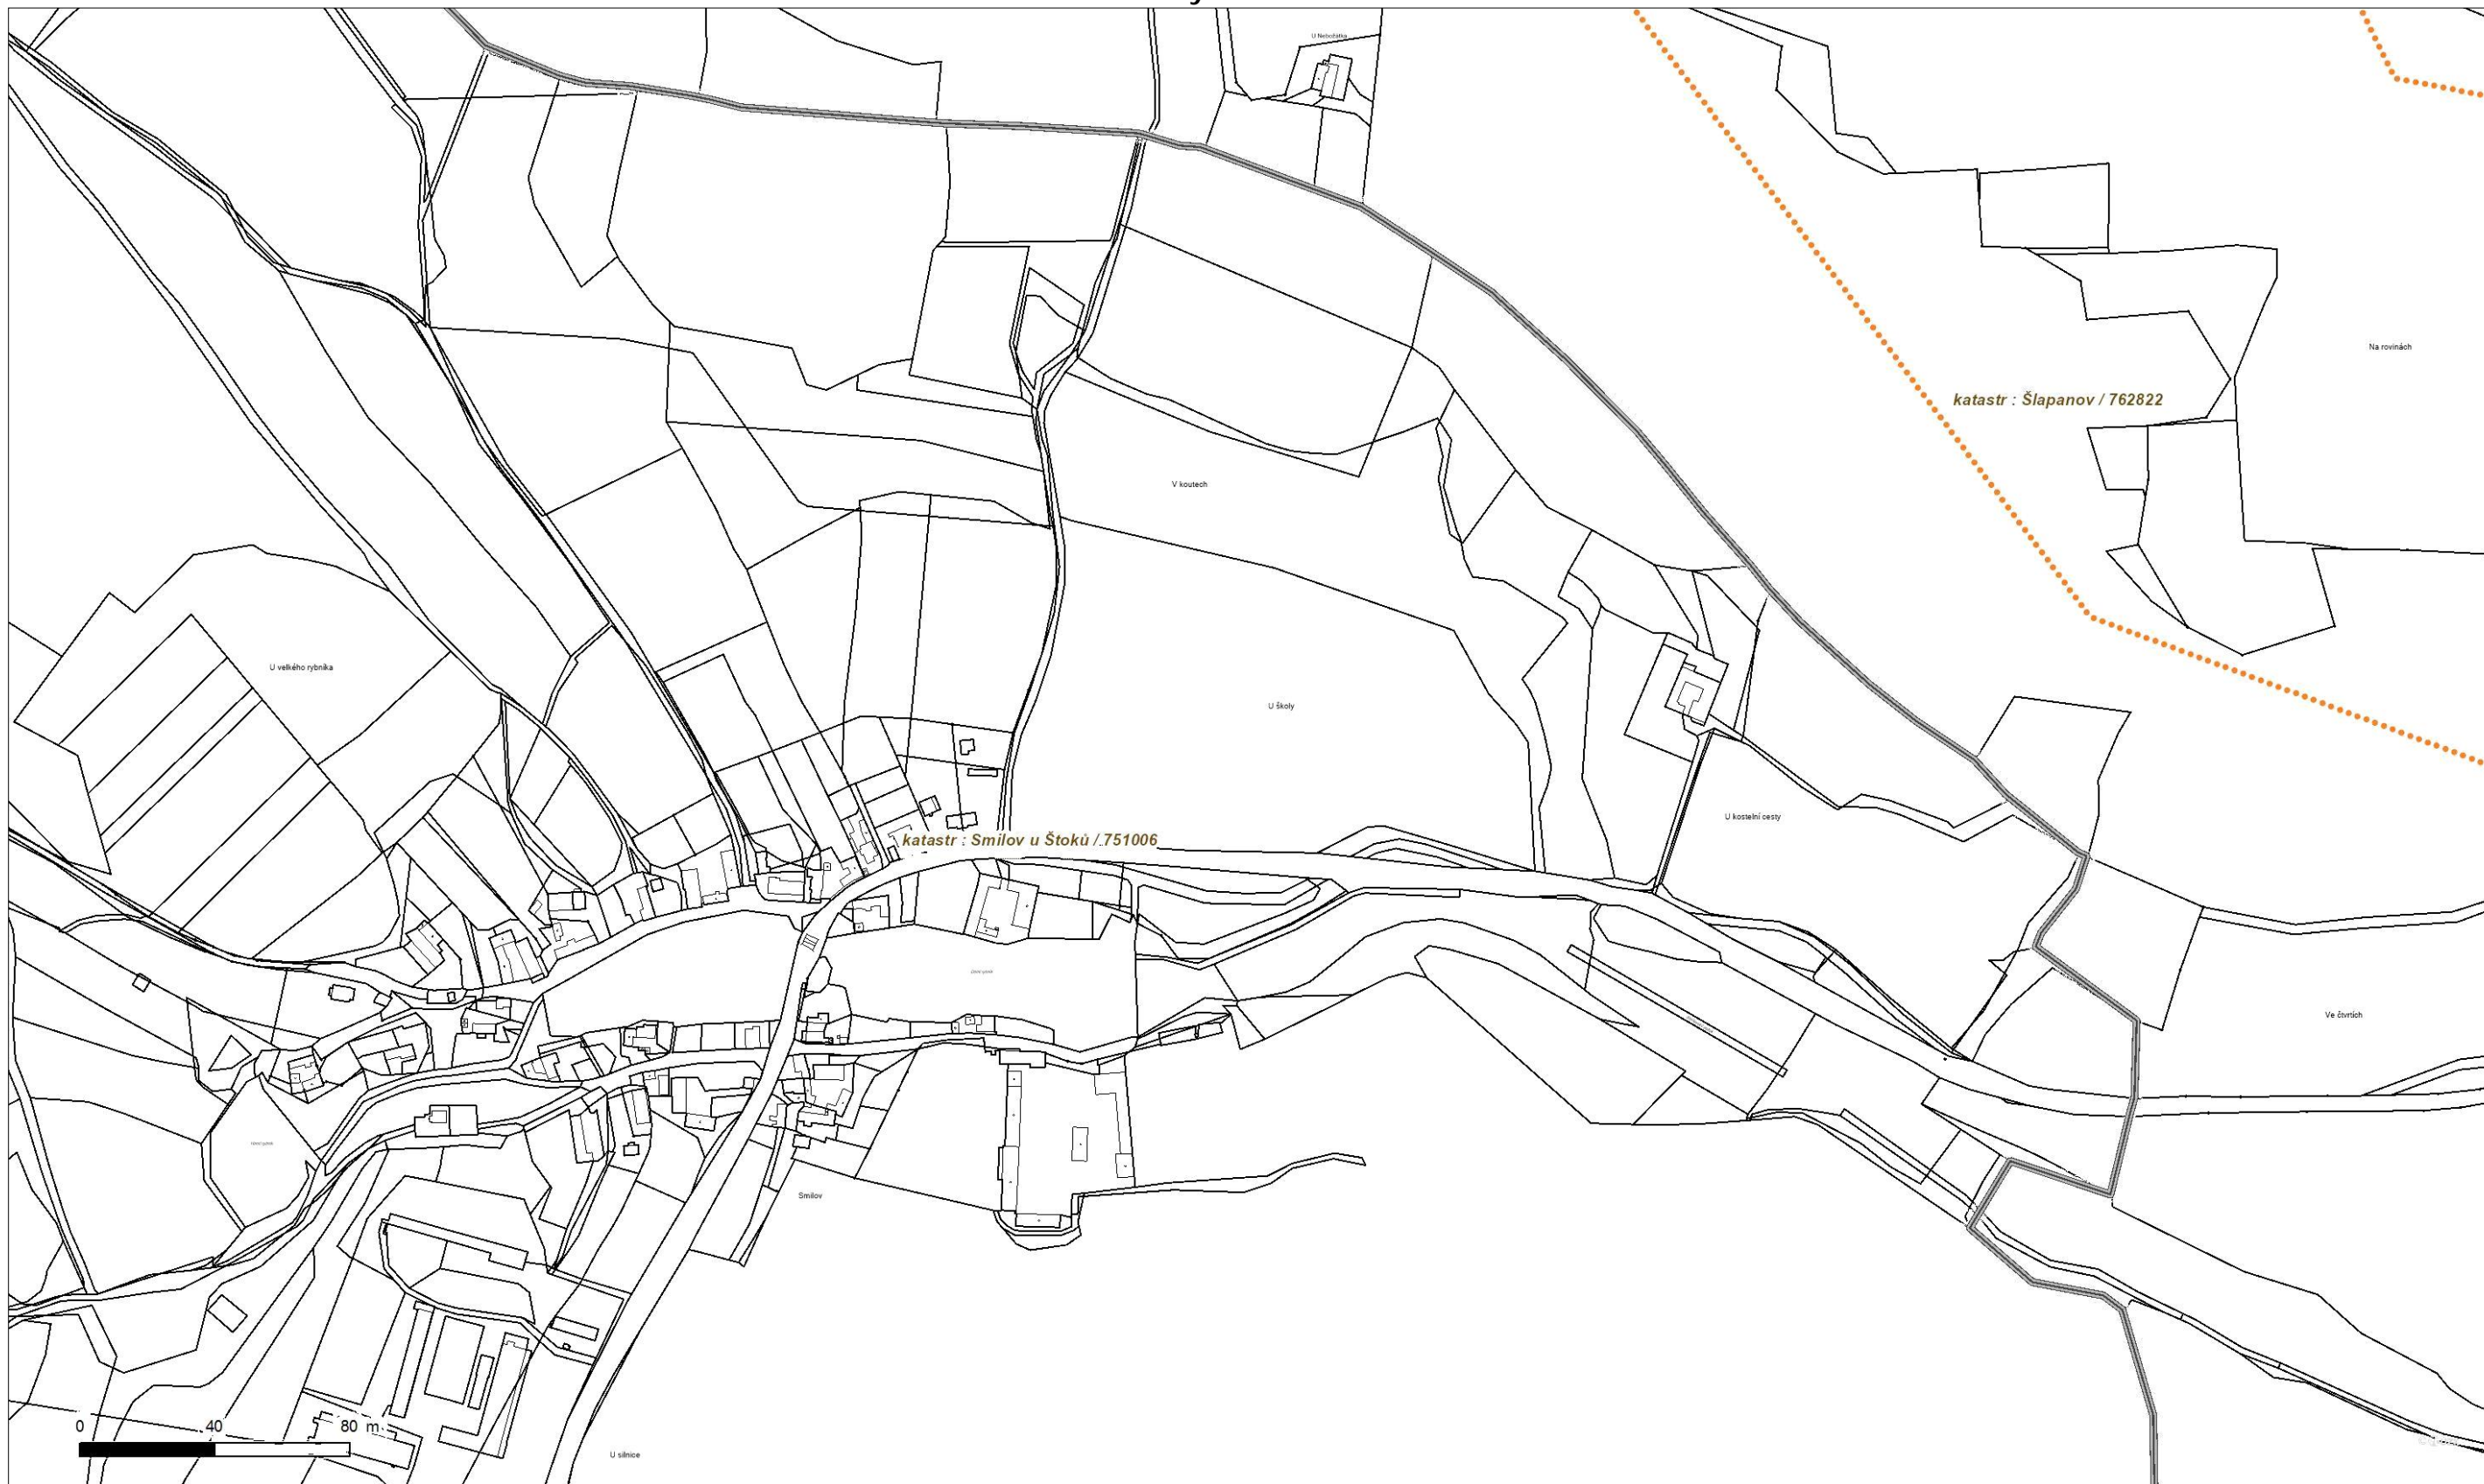 U Nebožátka
Na rovinách
katastr : Šlapanov / 762822
V koutech
U velkého rybníka
U školy
U kostelní cesty
katastr : Smilov u Štoků / 751006
Ve čtvrtích
Smilov
0 40 80 m
U silnice